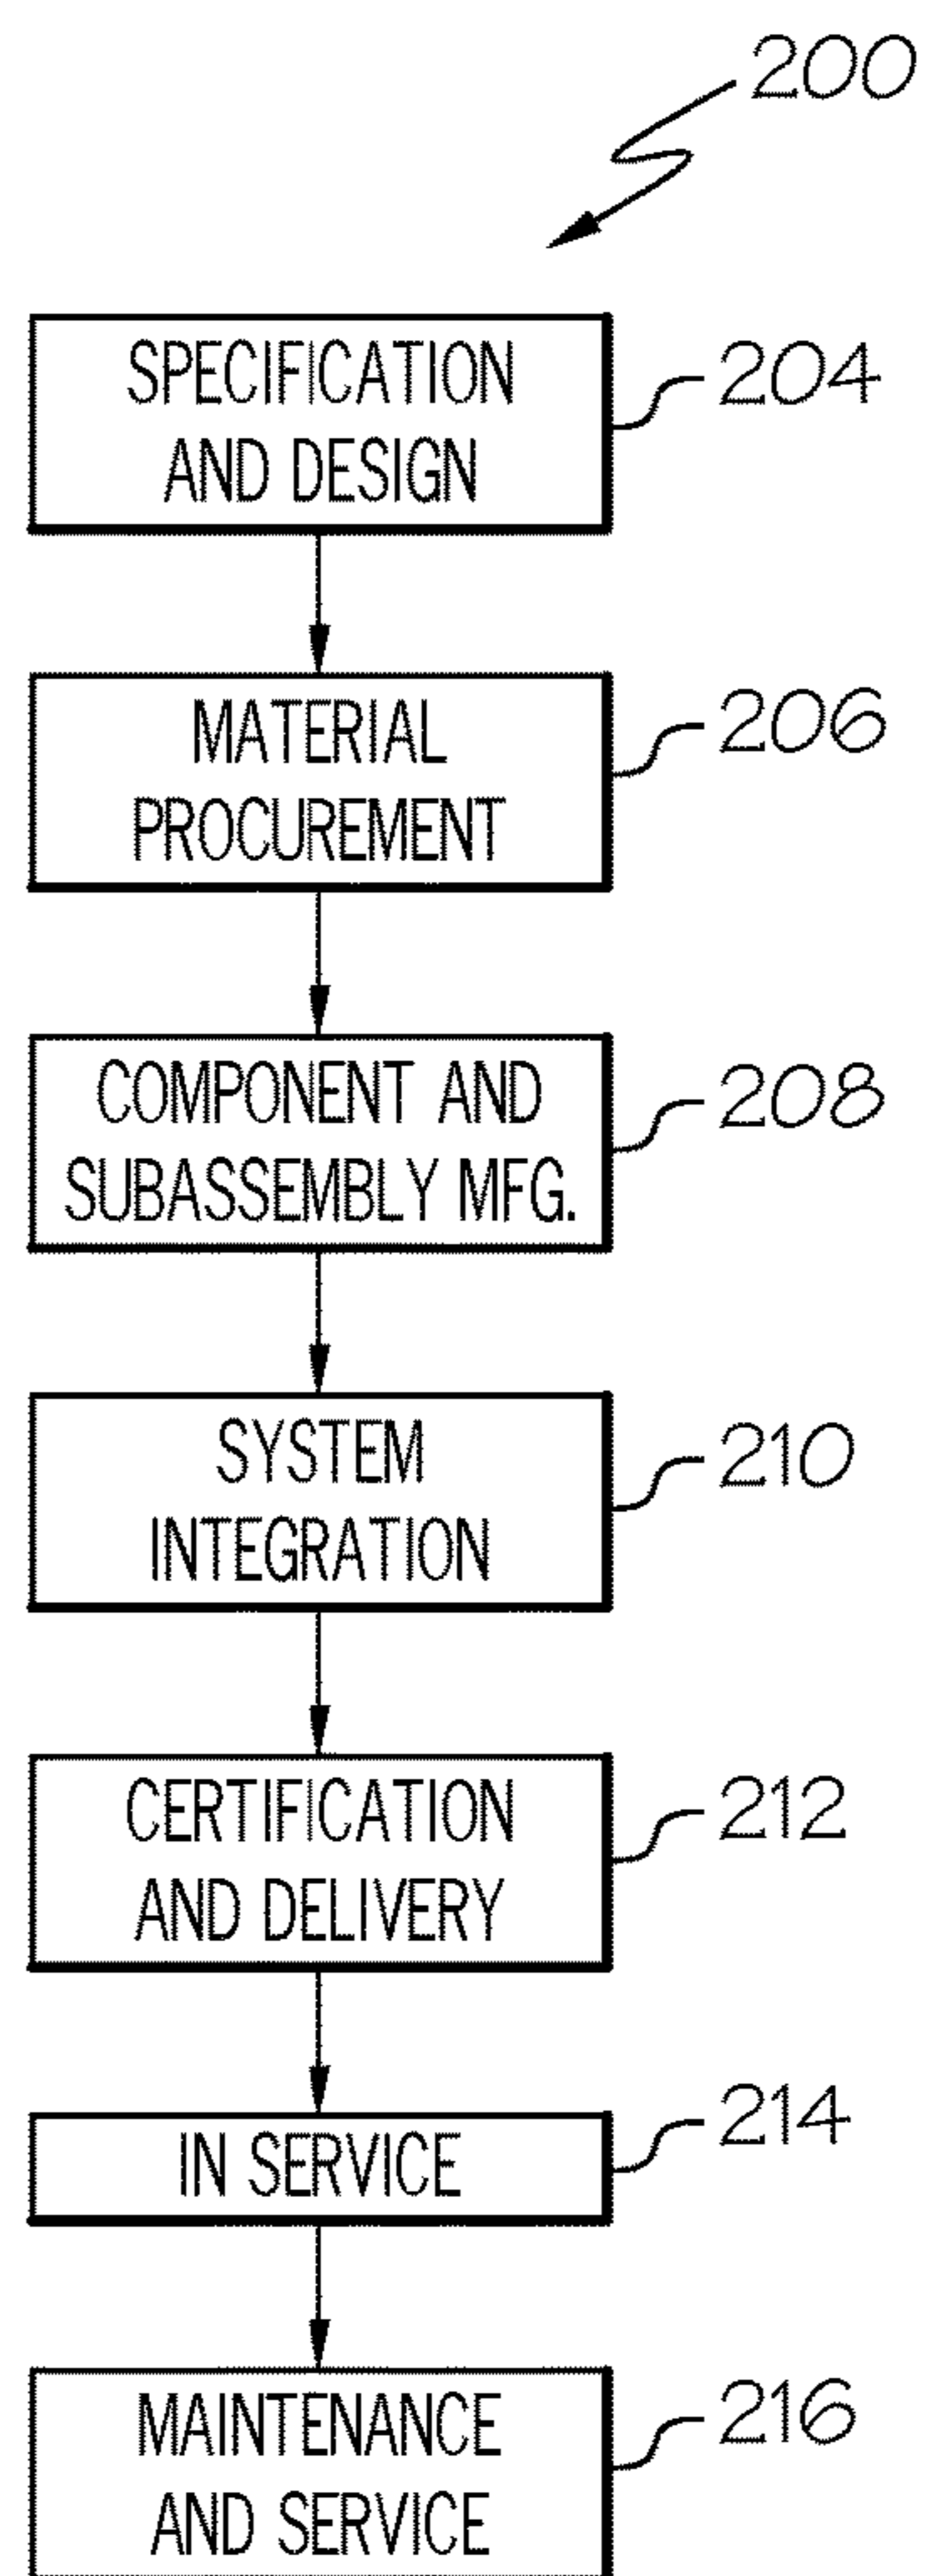 200
SPECIFICATION
AND DESIGN
204
MATERIAL
PROCUREMENT
206
COMPONENT AND
SUBASSEMBLY MFG.
208
SYSTEM
INTEGRATION
210
CERTIFICATION
AND DELIVERY
212
IN SERVICE
214
MAINTENANCE
AND SERVICE
216